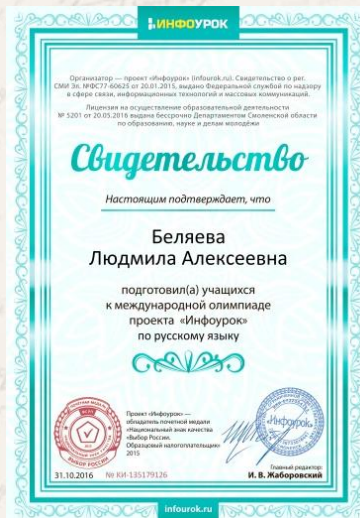 ИНФОУРОК
Организатор — проект «Инфоурок» (infourok.ru). Свидетельство о рег.
СМИ Эл. №ФС77-60625 от 20.01.2015, выдано Федеральной службой по надзору
в сфере связи, информационных технологий и массовых коммуникаций.
Лицензия на осуществление образовательной деятельности
№ 5201 от 20.05.2016 выдана бессрочно Департаментом Смоленской области
по образованию, науке и делам молодёжи
Свидетельство
Настоящим подтверждает, что
Беляева
Людмила Алексеевна
подготовил(а) учащихся
к международной олимпиаде
проекта «Инфоурок»
по русскому языку
Проект «Инфоурок» —
обладатель почетной медали
«Национальный знак качества
«Выбор России.
Образцовый налогоплательщик»
2015
ВЫБОР РОССИИ
«Инфоурок»
31.10.2016 № КИ-135179126
Главный редактор
И. В. Жаборовский
infourok.ru